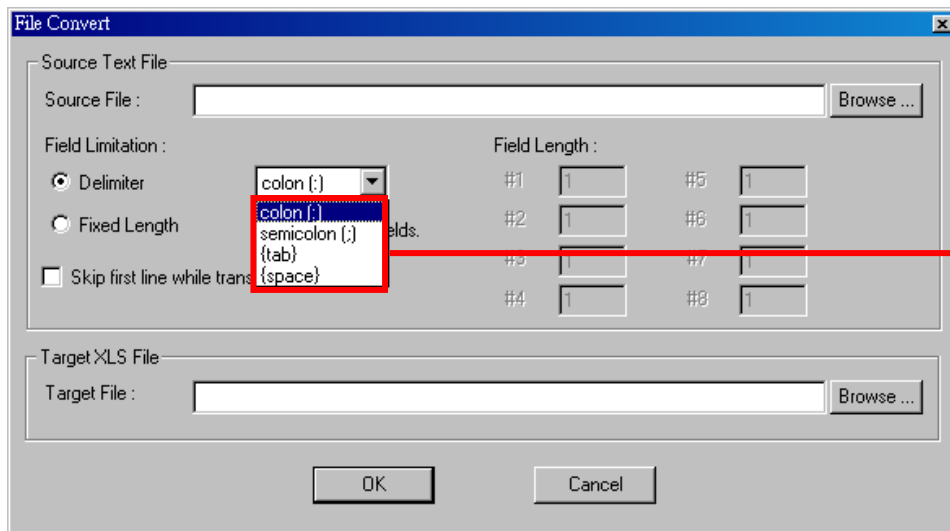 File Convert
Source Text File
Source File :
Browse ...
Field Limitation :
Field Length :
Delimiter
colon (:)
#1 1
#5 1
colon (:)
Fixed Length
elds.
#2 1
#6 1
semicolon (;)
{tab}
#3 1
#7 1
Skip first line while trans
{space}
#4 1
#8 1
Target XLS File
Target File :
Browse ...
OK
Cancel